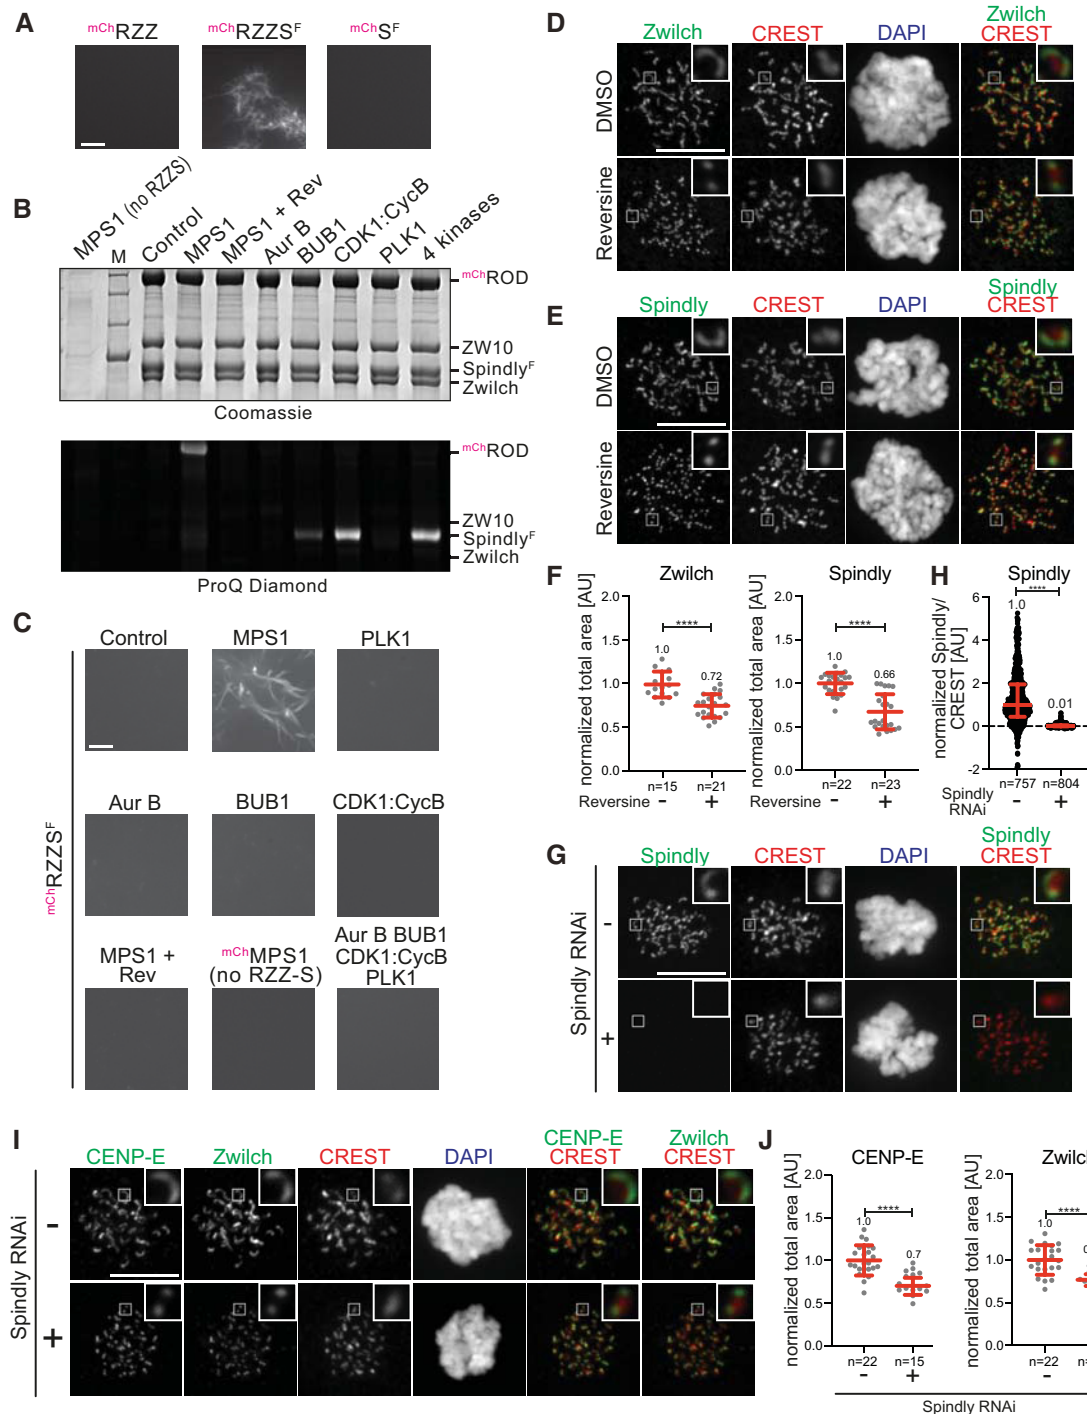 A
mChRZZ
mChRZZSF
mChSF
B
MPS1 (no RZZS)
M
Control
MPS1
MPS1 + Rev
Aur B
BUB1
CDK1:CycB
PLK1
4 kinases
mChROD
ZW10
SpindlyF
Zwilch
Coomassie
mChROD
ZW10
SpindlyF
Zwilch
ProQ Diamond
C
mChRZZSF
Control
MPS1
PLK1
Aur B
BUB1
CDK1:CycB
MPS1 +
Rev
mChMPS1
(no RZZ-S)
Aur B BUB1
CDK1:CycB
PLK1
D
Zwilch
CREST
DAPI
Zwilch
CREST
DMSO
Reversine
E
Spindly
CREST
DAPI
Spindly
CREST
DMSO
Reversine
F
Zwilch
normalized total area [AU]
2.0
1.5
1.0
0.5
0.0
****
1.0
0.72
n=15
n=21
Reversine
-
+
Spindly
normalized total area [AU]
2.0
1.5
1.0
0.5
0.0
****
1.0
0.66
n=22
n=23
Reversine
-
+
H
Spindly
normalized Spindly/
CREST [AU]
6
4
2
0
-2
****
1.0
0.01
n=757
n=804
Spindly
RNAi
-
+
G
Spindly
CREST
DAPI
Spindly
CREST
Spindly RNAi
-
+
I
CENP-E
Zwilch
CREST
DAPI
CENP-E
CREST
Zwilch
CREST
Spindly RNAi
-
+
J
CENP-E
normalized total area [AU]
2.0
1.5
1.0
0.5
0.0
****
1.0
0.7
n=22
n=15
-
+
Zwilch
normalized total area [AU]
2.0
1.5
1.0
0.5
0.0
****
1.0
n=22
-
Spindly RNAi